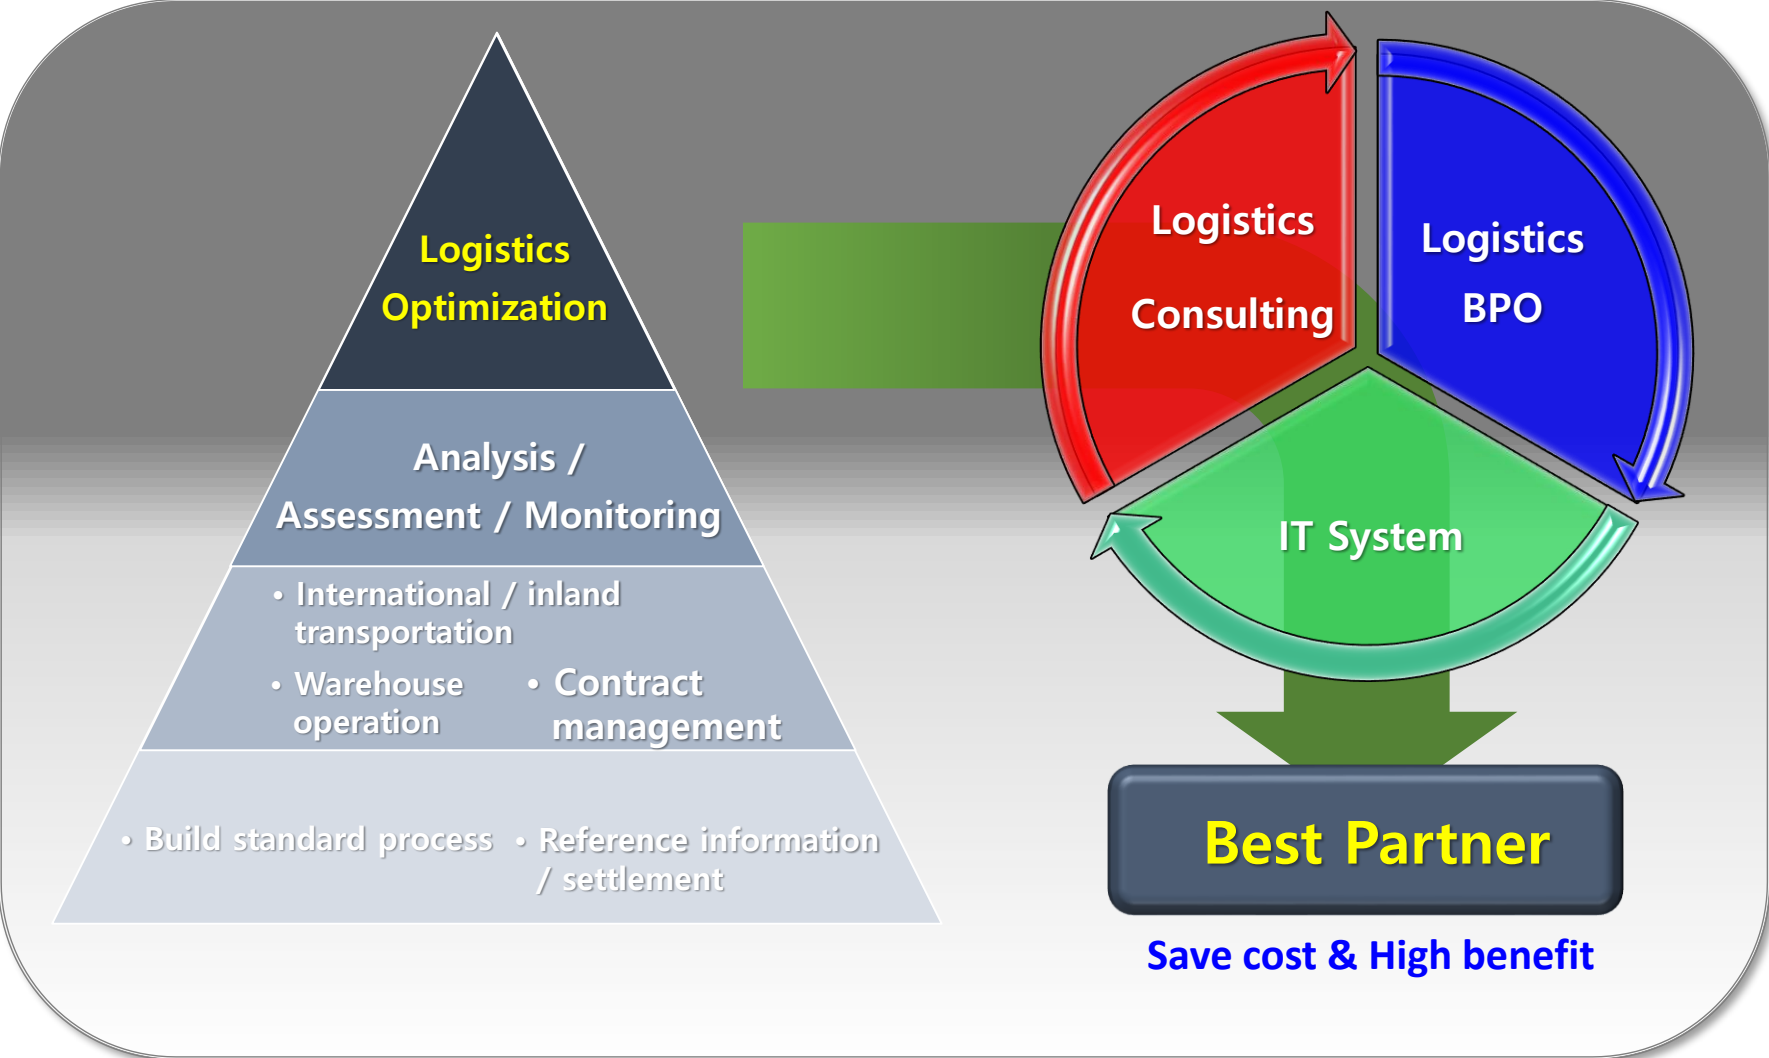 Logistics
Optimization
Analysis /
Assessment / Monitoring
• International / inland
transportation
• Warehouse
operation
• Contract
management
• Build standard process
• Reference information
/ settlement
Logistics
Consulting
Logistics
BPO
IT System
Best Partner
Save cost & High benefit